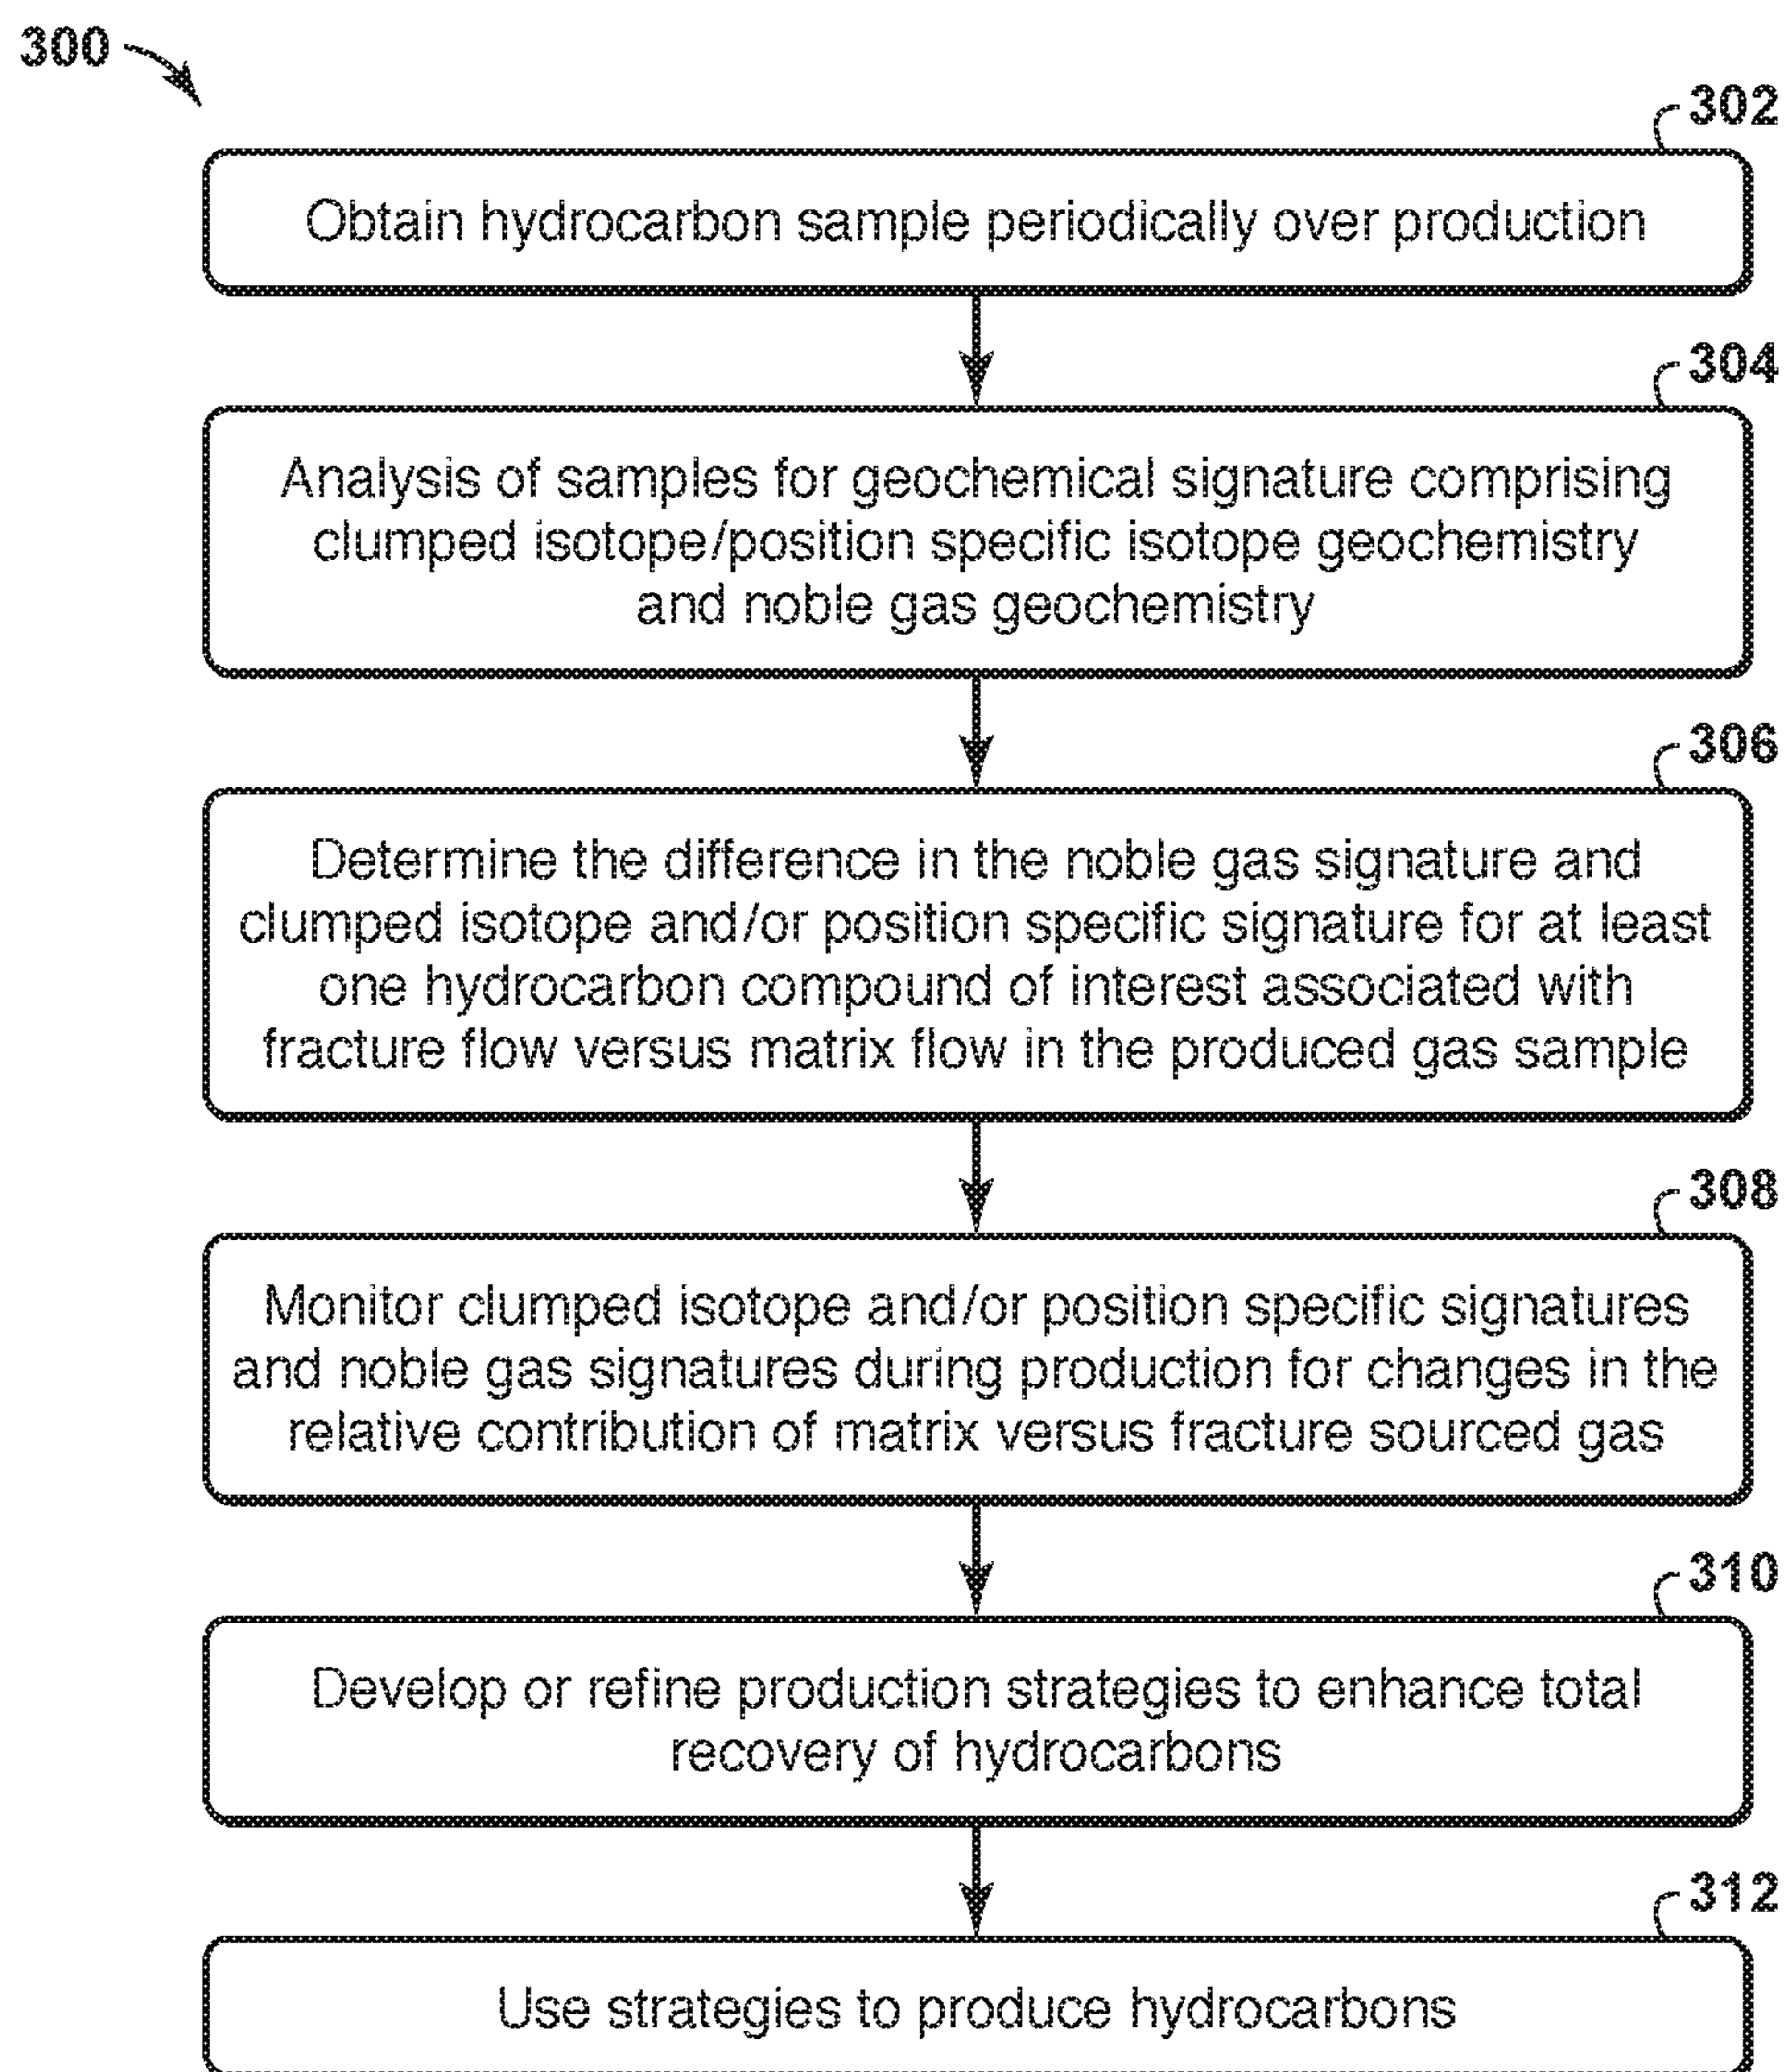 300
302
Obtain hydrocarbon sample periodically over production
304
Analysis of samples for geochemical signature comprising
clumped isotope/position specific isotope geochemistry
and noble gas geochemistry
306
Determine the difference in the noble gas signature and
clumped isotope and/or position specific signature for at least
one hydrocarbon compound of interest associated with
fracture flow versus matrix flow in the produced gas sample
308
Monitor clumped isotope and/or position specific signatures
and noble gas signatures during production for changes in the
relative contribution of matrix versus fracture sourced gas
310
Develop or refine production strategies to enhance total
recovery of hydrocarbons
312
Use strategies to produce hydrocarbons